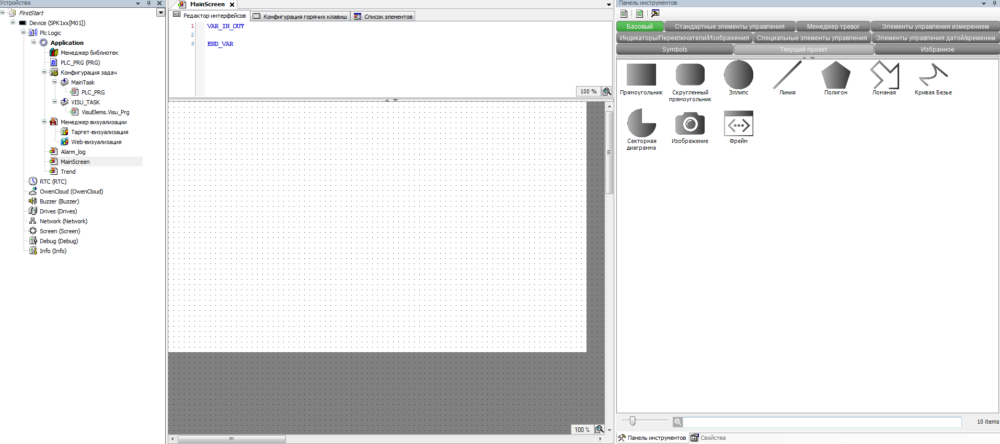 Устройства
FirstStart
Device (SPK1xx[M01])
Plc Logic
Application
Менеджер библиотек
PLC_PRG (PRG)
Конфигурация задач
MainTask
PLC_PRG
VISU_TASK
VisuElems.Visu_Prg
Менеджер визуализации
Таргет-визуализация
Web-визуализация
Alarm_log
MainScreen
Trend
RTC (RTC)
OwenCloud (OwenCloud)
Buzzer (Buzzer)
Drives (Drives)
Network (Network)
Screen (Screen)
Debug (Debug)
Info (Info)
MainScreen
Редактор интерфейсов
Конфигурация горячих клавиш
Список элементов
1 VAR_IN_OUT
2
3 END_VAR
100 %
100 %
Панель инструментов
Базовый
Стандартные элементы управления
Менеджер тревог
Элементы управления измерением
Индикаторы/Переключатели/Изображения
Специальные элементы управления
Элементы управления датой/временем
Symbols
Текущий проект
Избранное
Прямоугольник
Скругленный
прямоугольник
Эллипс
Линия
Полигон
Ломаная
Кривая Безье
Секторная
диаграмма
Изображение
Фрейм
10 items
Панель инструментов
Свойства